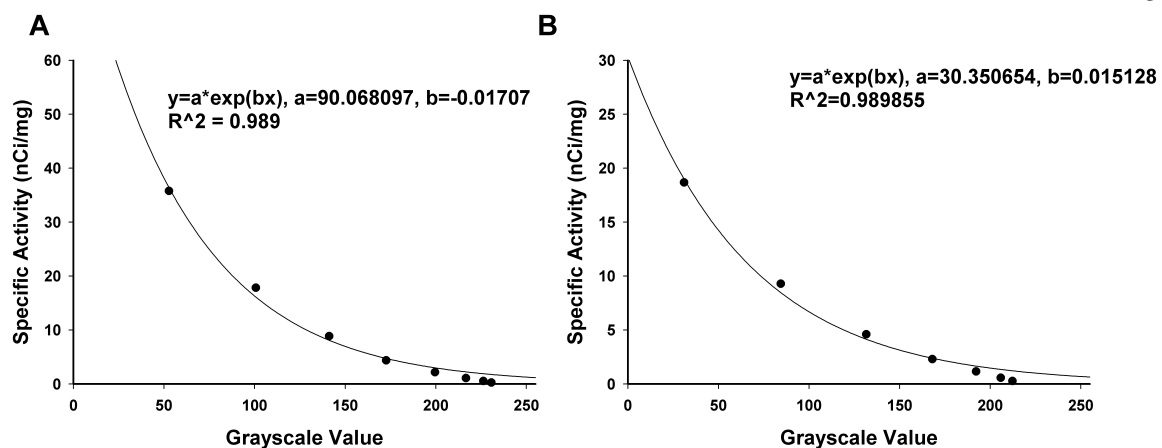 A
60
50
40
30
20
10
0
Specific Activity (nCi/mg)
y=a*exp(bx), a=90.068097, b=-0.01707
R^2 = 0.989
0 50 100 150 200 250
Grayscale Value
B
30
25
20
15
10
5
0
Specific Activity (nCi/mg)
y=a*exp(bx), a=30.350654, b=0.015128
R^2=0.989855
0 50 100 150 200 250
Grayscale Value